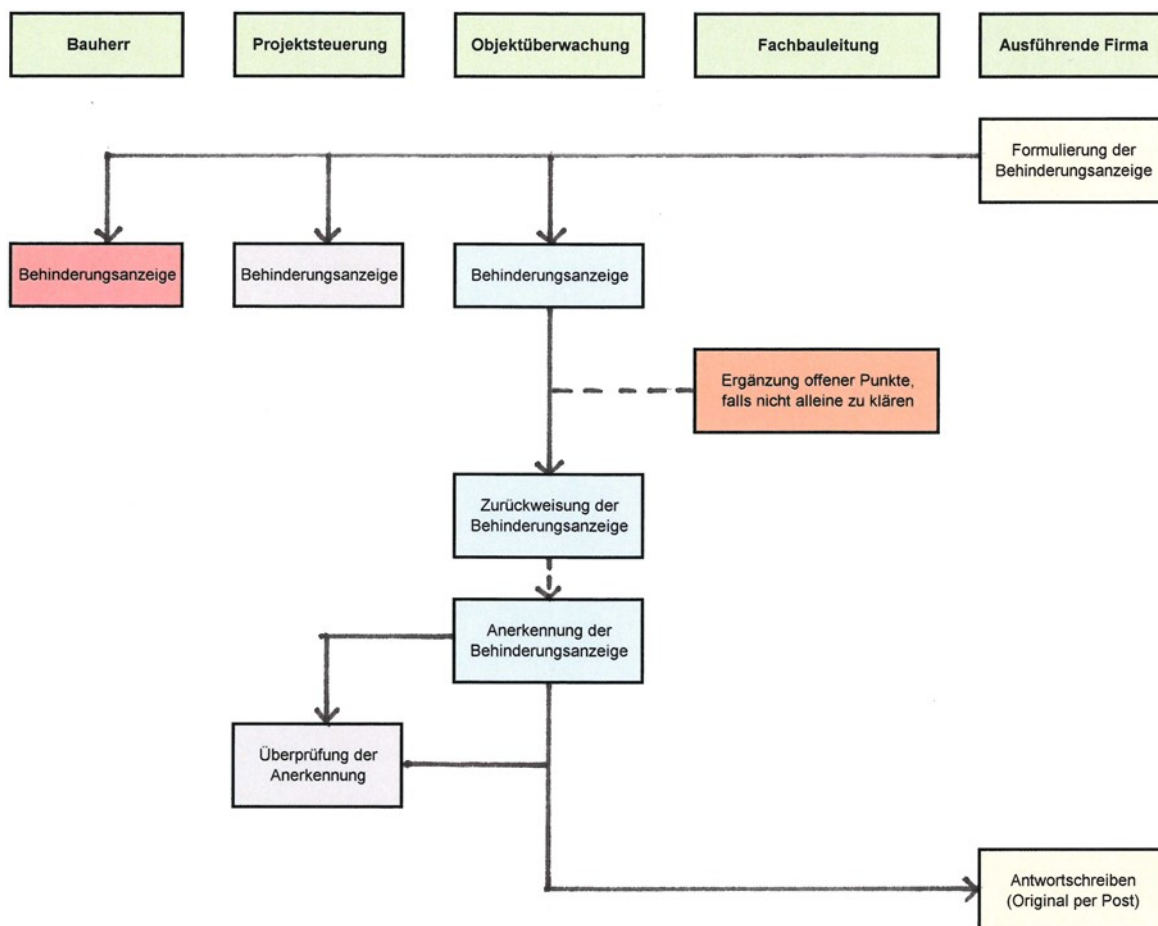 Bauherr
Projektsteuerung
Objektüberwachung
Fachbauleitung
Ausführende Firma
Formulierung der
Behinderungsanzeige
Behinderungsanzeige
Behinderungsanzeige
Behinderungsanzeige
Ergänzung offener Punkte,
falls nicht alleine zu klären
Zurückweisung der
Behinderungsanzeige
Anerkennung der
Behinderungsanzeige
Überprüfung der
Anerkennung
Antwortschreiben
(Original per Post)